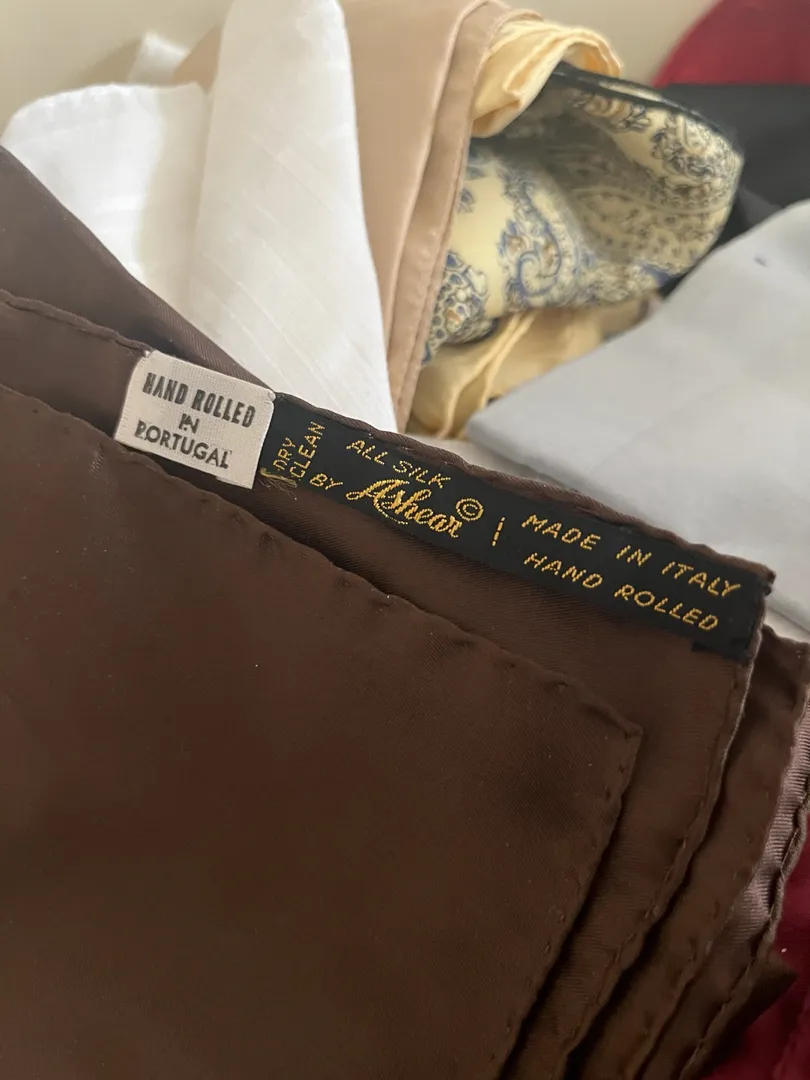 HAND ROLLED
IN
PORTUGAL
DRY
CLEAN
ALL SILK
BY Ashear ©
MADE IN ITALY
HAND ROLLED